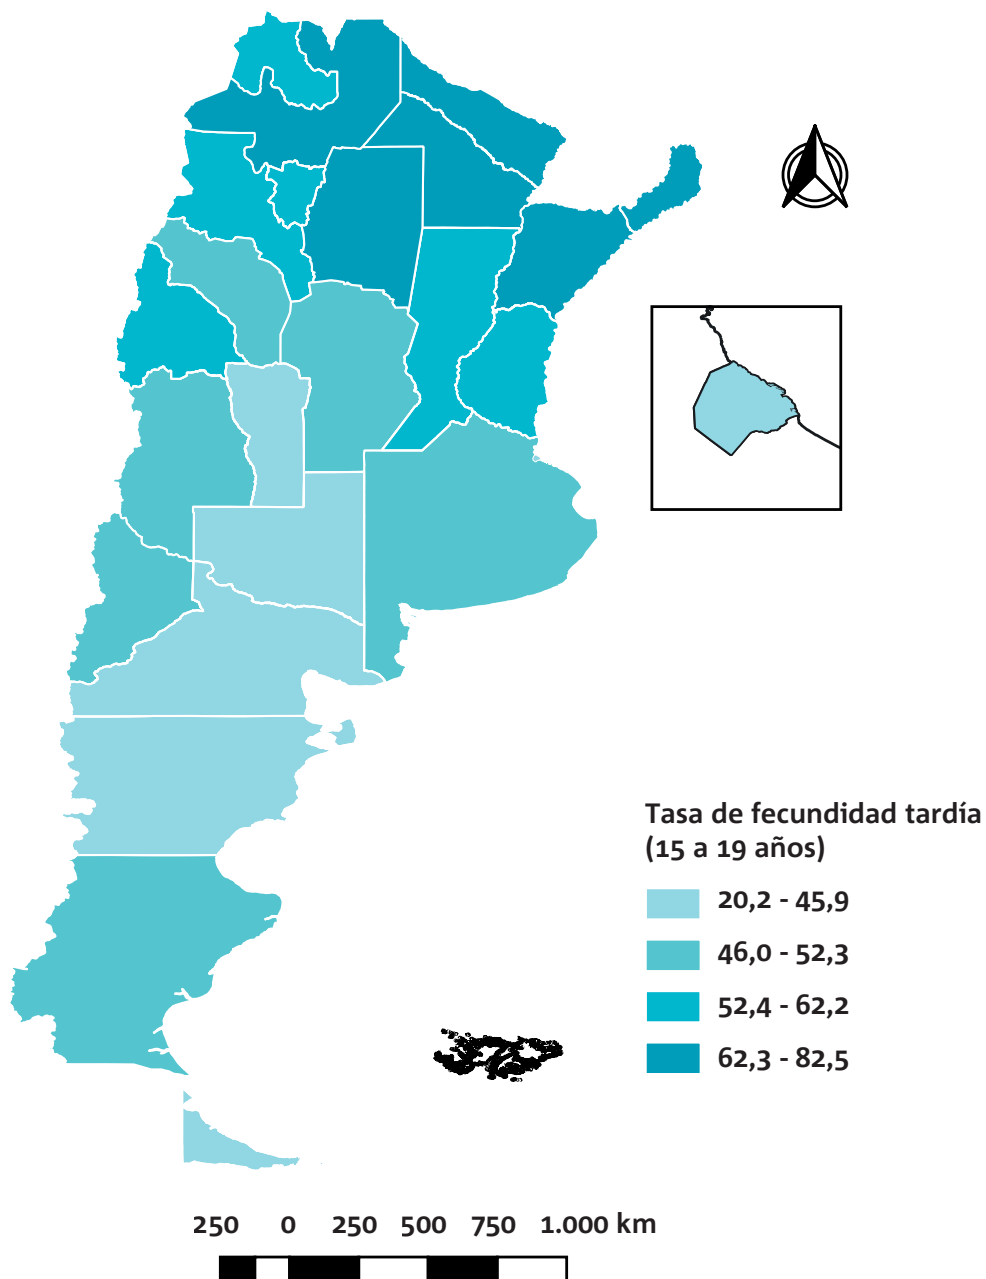 Tasa de fecundidad tardía
(15 a 19 años)
20,2 - 45,9
46,0 - 52,3
52,4 - 62,2
62,3 - 82,5
250 0 250 500 750 1.000 km